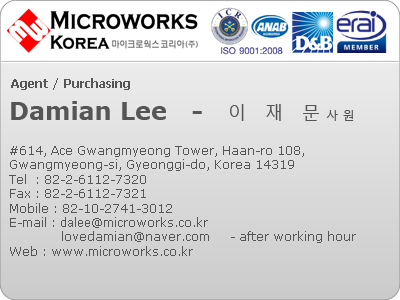 MICROWORKS
KOREA 마이크로웍스코리아(주)
ICR
ISO 9001:2008
ANAB
ACCREDITED
D&B
erai
MEMBER
Agent / Purchasing
Damian Lee - 이 재 문 사 원
#614, Ace Gwangmyeong Tower, Haan-ro 108,
Gwangmyeong-si, Gyeonggi-do, Korea 14319
Tel : 82-2-6112-7320
Fax : 82-2-6112-7321
Mobile : 82-10-2741-3012
E-mail : dalee@microworks.co.kr
lovedamian@naver.com - after working hour
Web : www.microworks.co.kr